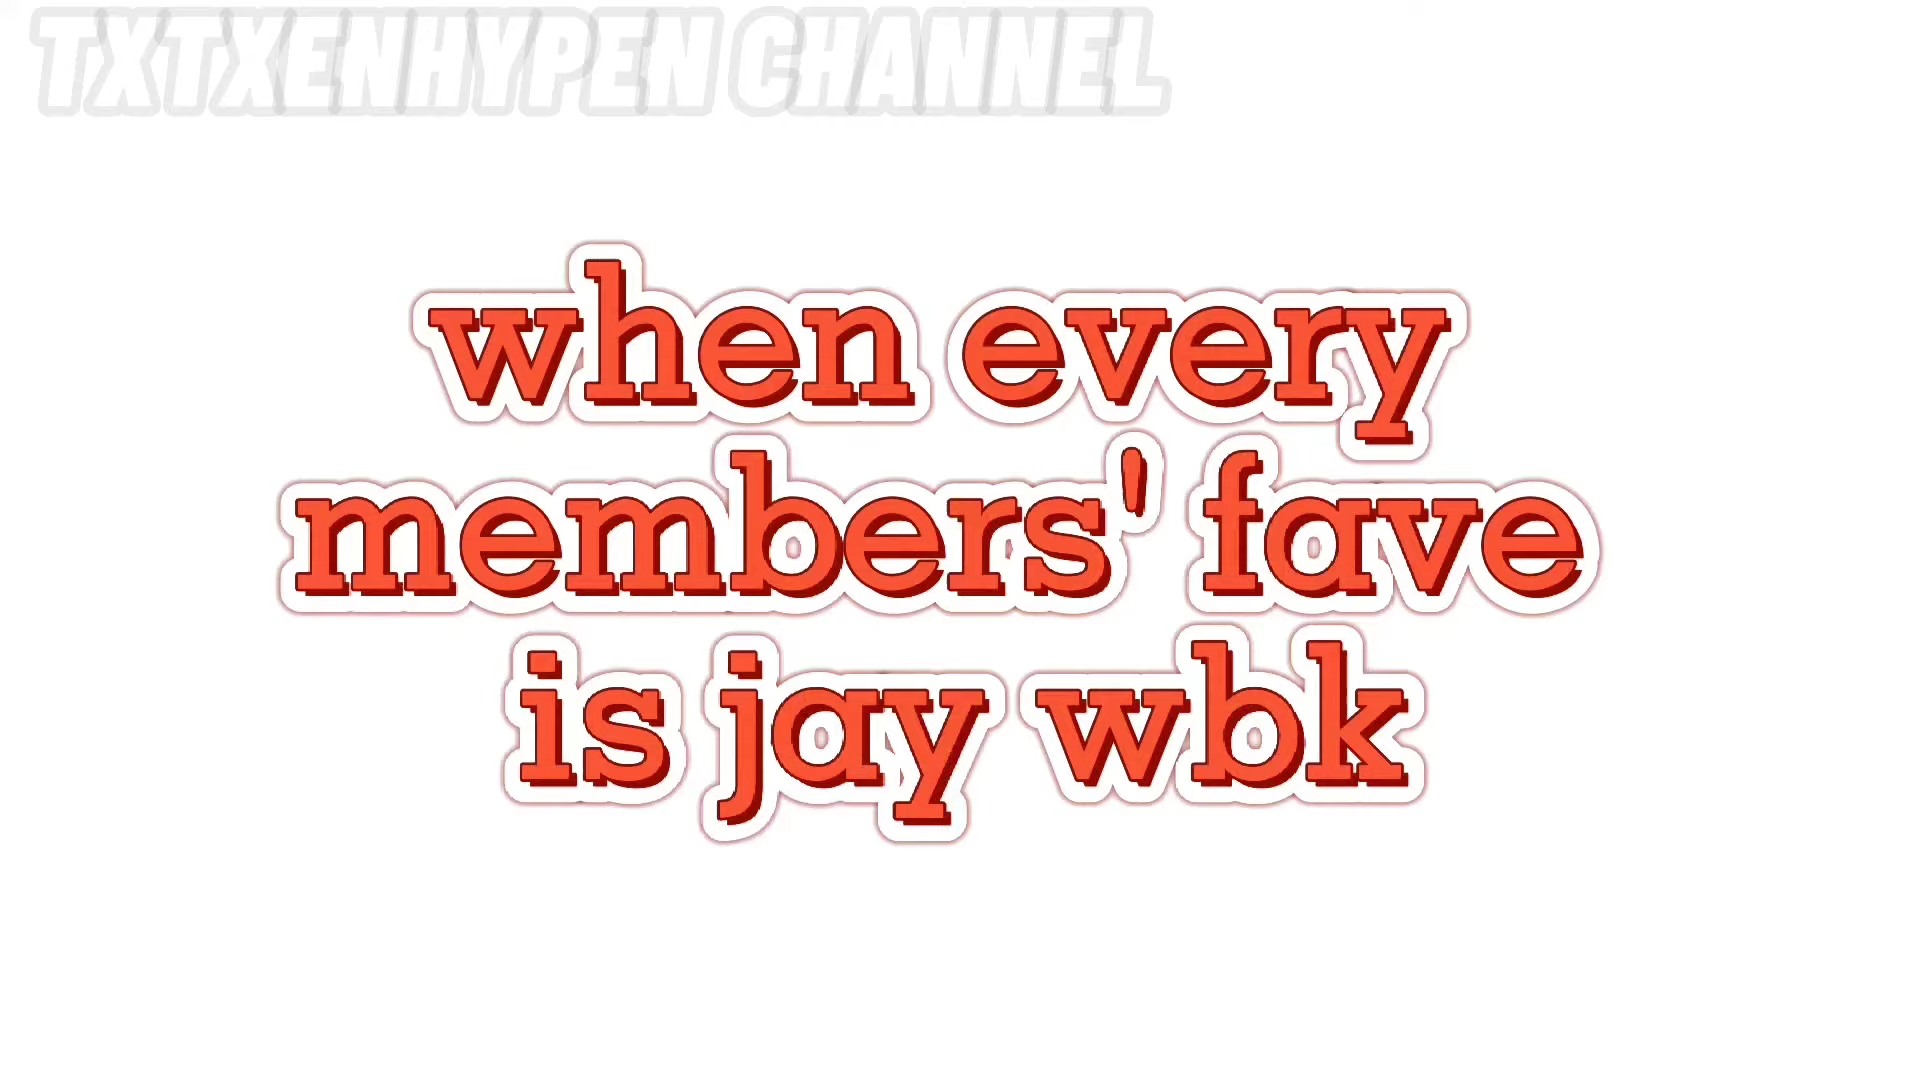 TXTXENHYPEN CHANNEL
when every
members' fave
is jay wbk